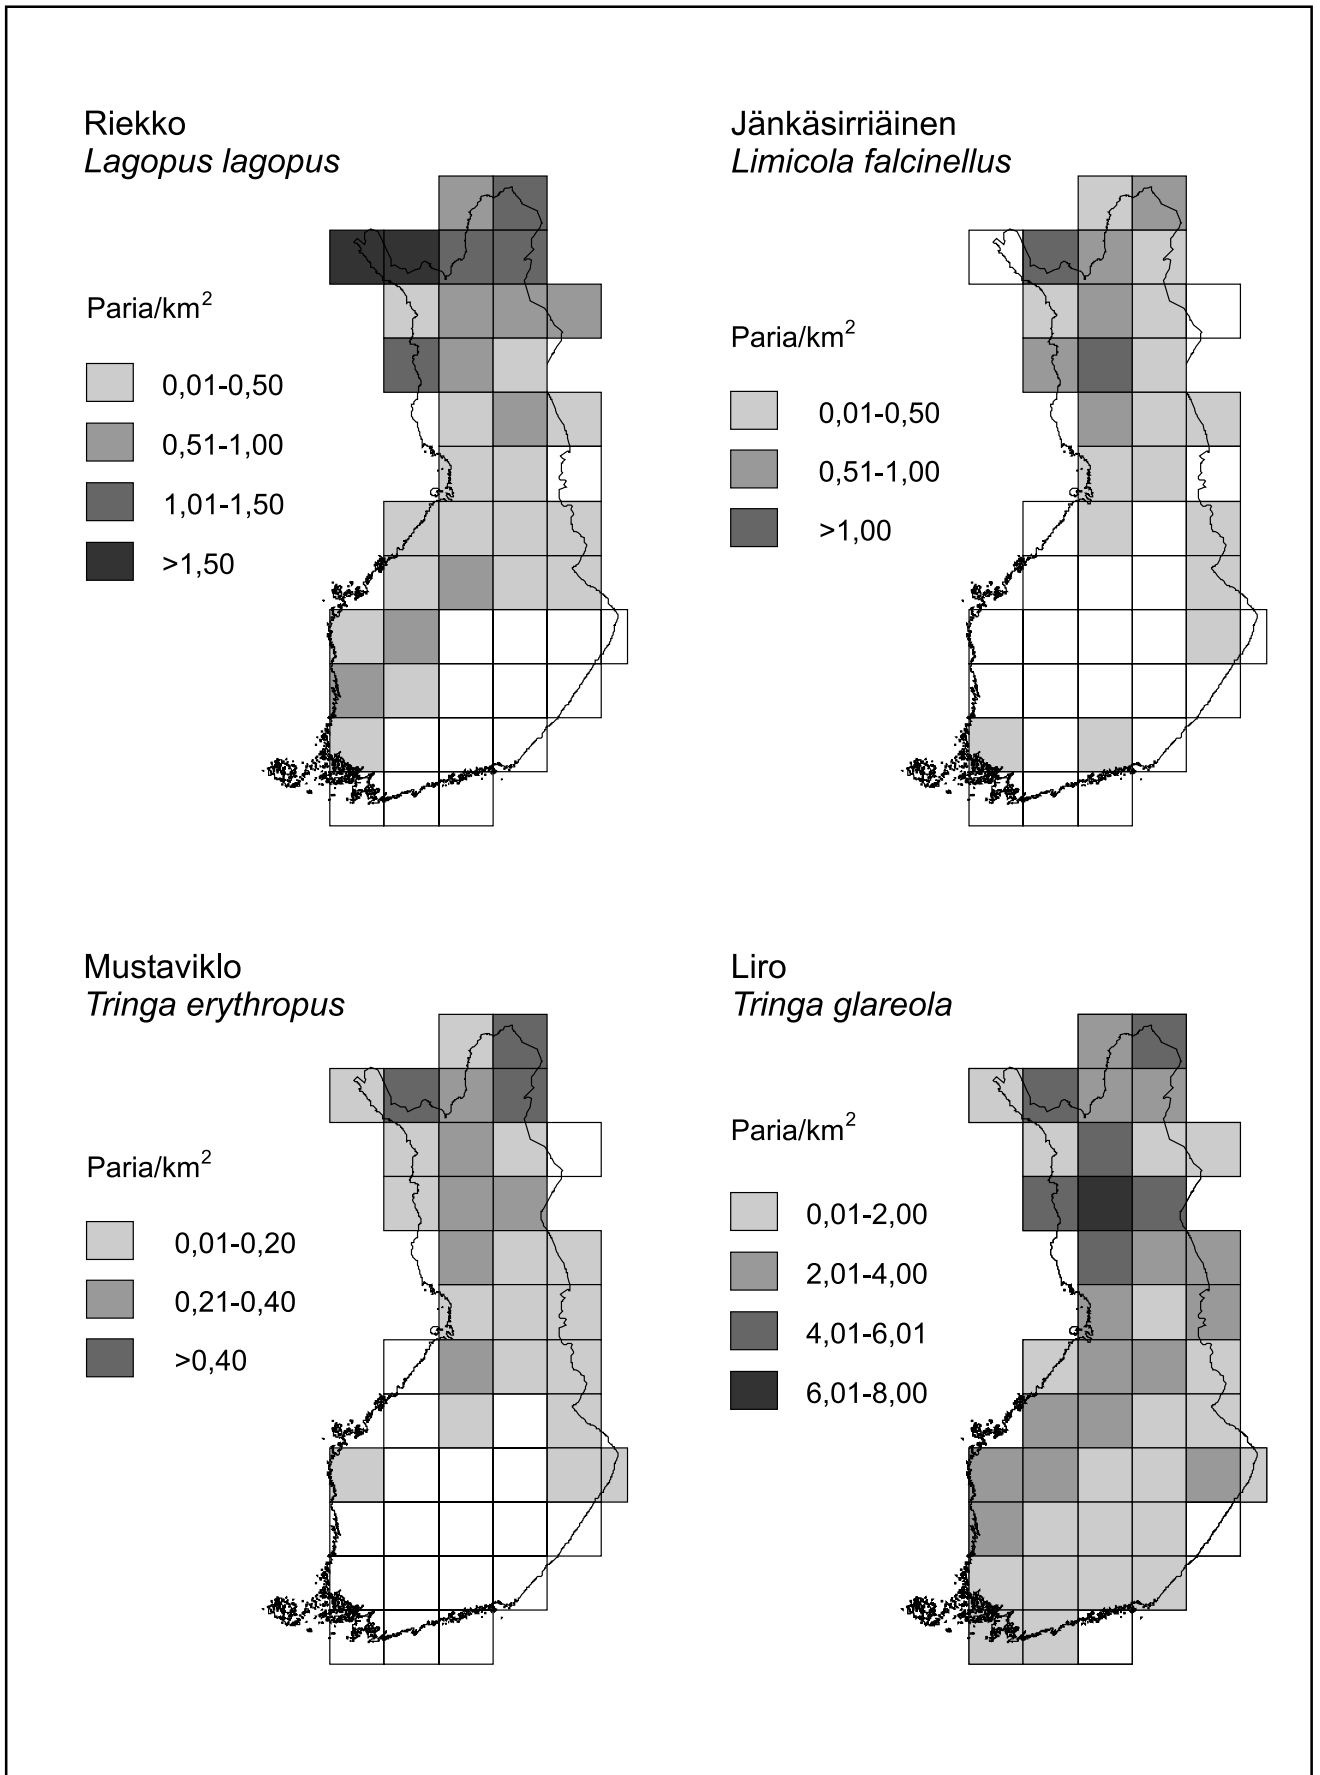 Riekko
Lagopus lagopus
Paria/km²
0,01-0,50
0,51-1,00
1,01-1,50
>1,50
Jänkäsirriäinen
Limicola falcinellus
Paria/km²
0,01-0,50
0,51-1,00
>1,00
Mustaviklo
Tringa erythropus
Paria/km²
0,01-0,20
0,21-0,40
>0,40
Liro
Tringa glareola
Paria/km²
0,01-2,00
2,01-4,00
4,01-6,01
6,01-8,00